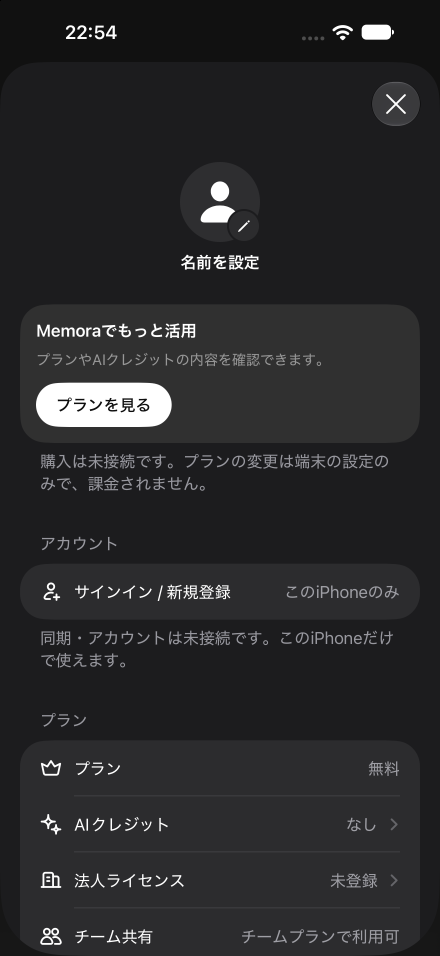 22:54
名前を設定
Memoraでもっと活用
プランやAIクレジットの内容を確認できます。
プランを見る
購入は未接続です。プランの変更は端末の設定の
みで、課金されません。
アカウント
サインイン / 新規登録 このiPhoneのみ
同期・アカウントは未接続です。このiPhoneだけ
で使えます。
プラン
プラン 無料
AIクレジット なし
法人ライセンス 未登録
チーム共有 チームプランで利用可